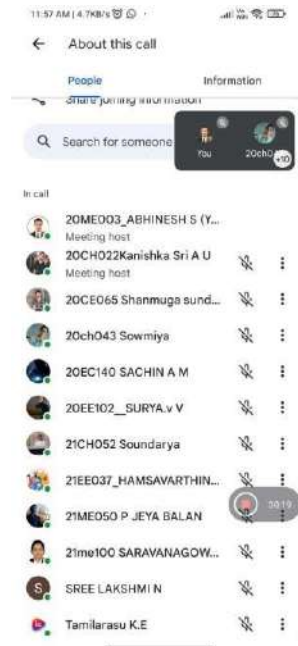 11:57 AM | 4.7KB/s
About this call
People Information
Share joining information
Search for someone
You 20ch0
+10
In call
20ME003_ABHINESH S (Y...
Meeting host
20CH022Kanishka Sri A U
Meeting host
20CE065 Shanmuga sund...
20ch043 Sowmiya
20EC140 SACHIN A M
20EE102__SURYA.v V
21CH052 Soundarya
21EE037_HAMSAVARTHIN...
00:19
21ME050 P JEYA BALAN
21me100 SARAVANAGOW...
S SREE LAKSHMI N
Tamilarasu K.E